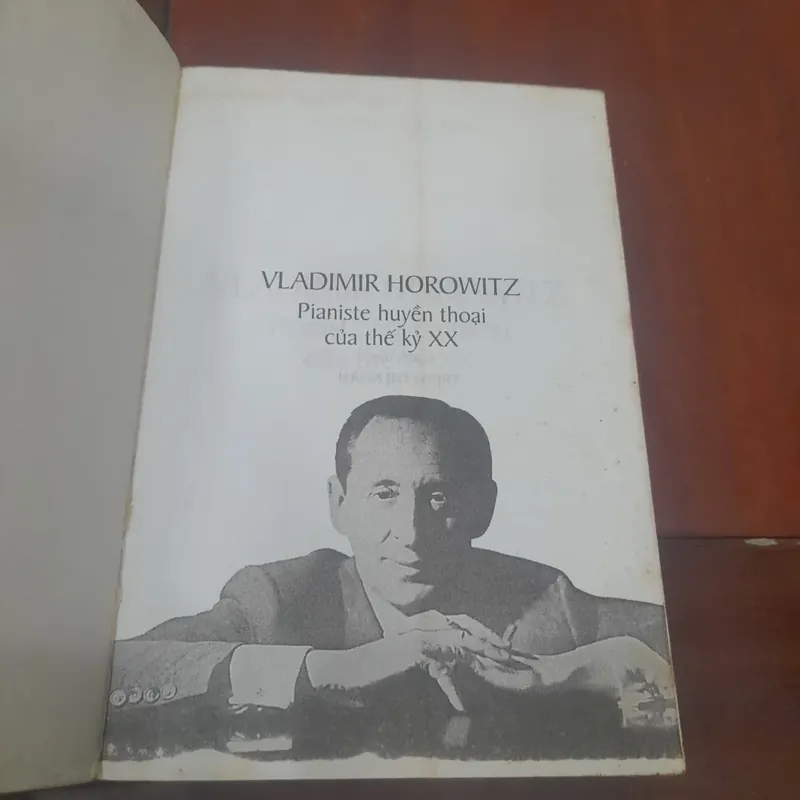 VLADIMIR HOROWITZ
Pianiste huyền thoại
của thế kỷ XX